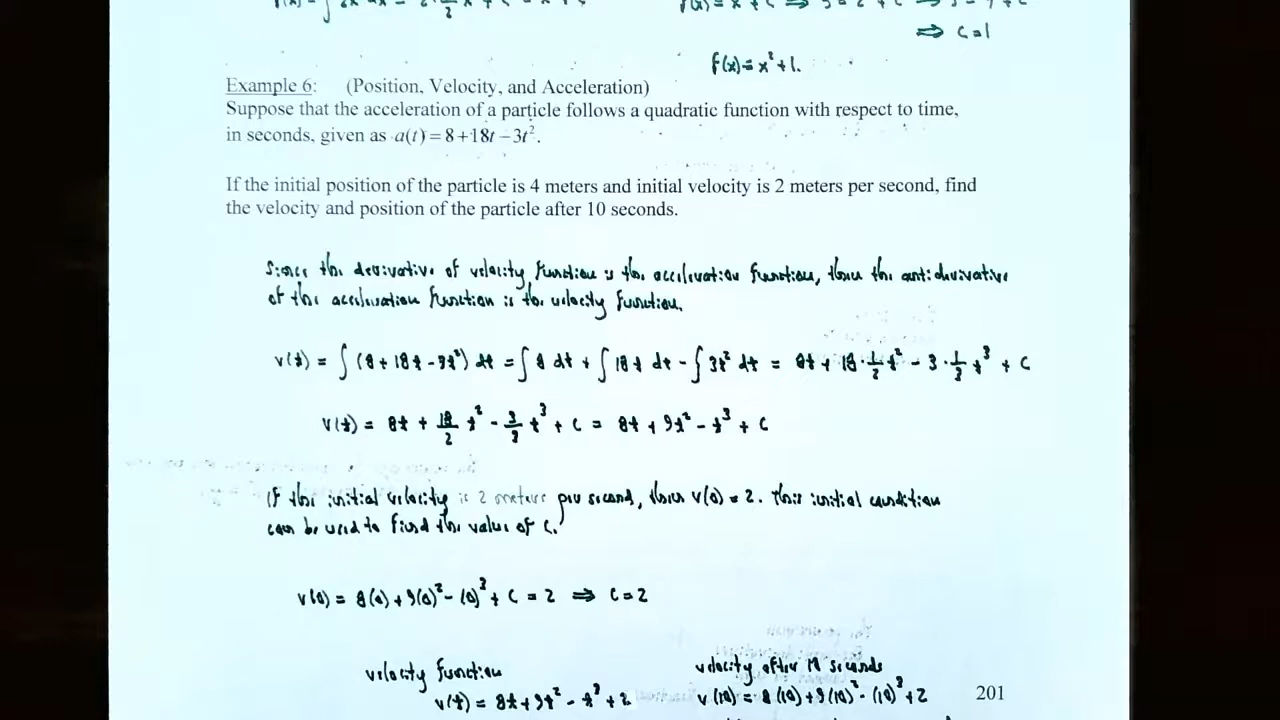 f(x) = x² + 1.
⇒ C = 1
Example 6: (Position, Velocity, and Acceleration)
Suppose that the acceleration of a particle follows a quadratic function with respect to time,
in seconds, given as a(t) = 8 + 18t − 3t².
If the initial position of the particle is 4 meters and initial velocity is 2 meters per second, find
the velocity and position of the particle after 10 seconds.
Since the derivative of velocity function is the acceleration function, then the antiderivative
of the acceleration function is the velocity function.
v(t) = ∫ (8 + 18t − 3t²) dt = ∫ 8 dt + ∫ 18t dt − ∫ 3t² dt = 8t + 18 · 1/2 t² − 3 · 1/3 t³ + C
v(t) = 8t + 18/2 t² − 3/3 t³ + C = 8t + 9t² − t³ + C
If the initial velocity is 2 meters per second, then v(0) = 2. This initial condition
can be used to find the value of C.
v(0) = 8(0) + 9(0)² − (0)³ + C = 2 ⇒ C = 2
velocity function velocity after 10 seconds
v(t) = 8t + 9t² − t³ + 2 v(10) = 8(10) + 9(10)² − (10)³ + 2
201